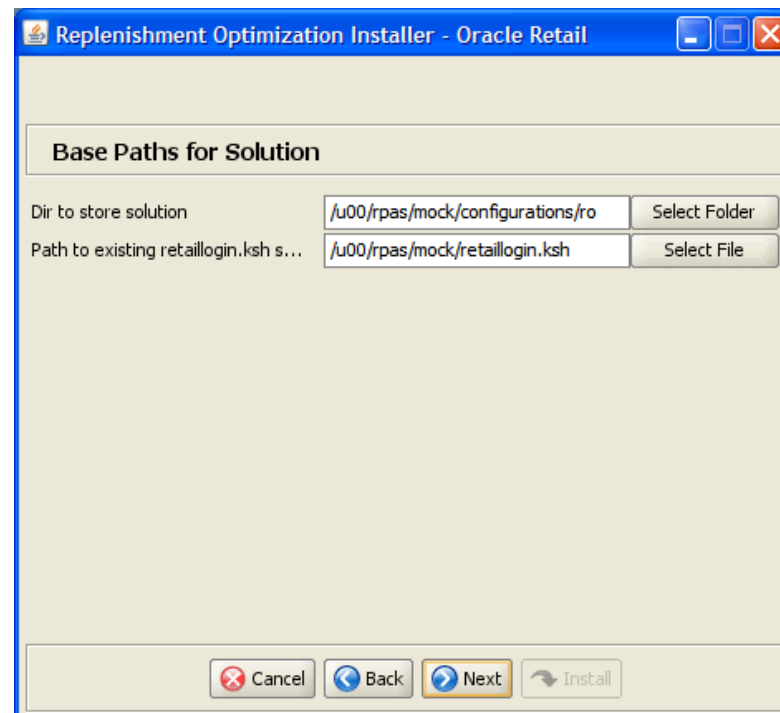 Replenishment Optimization Installer - Oracle Retail
Base Paths for Solution
Dir to store solution /u00/rpas/mock/configurations/ro Select Folder
Path to existing retaillogin.ksh s... /u00/rpas/mock/retaillogin.ksh Select File
Cancel Back Next Install